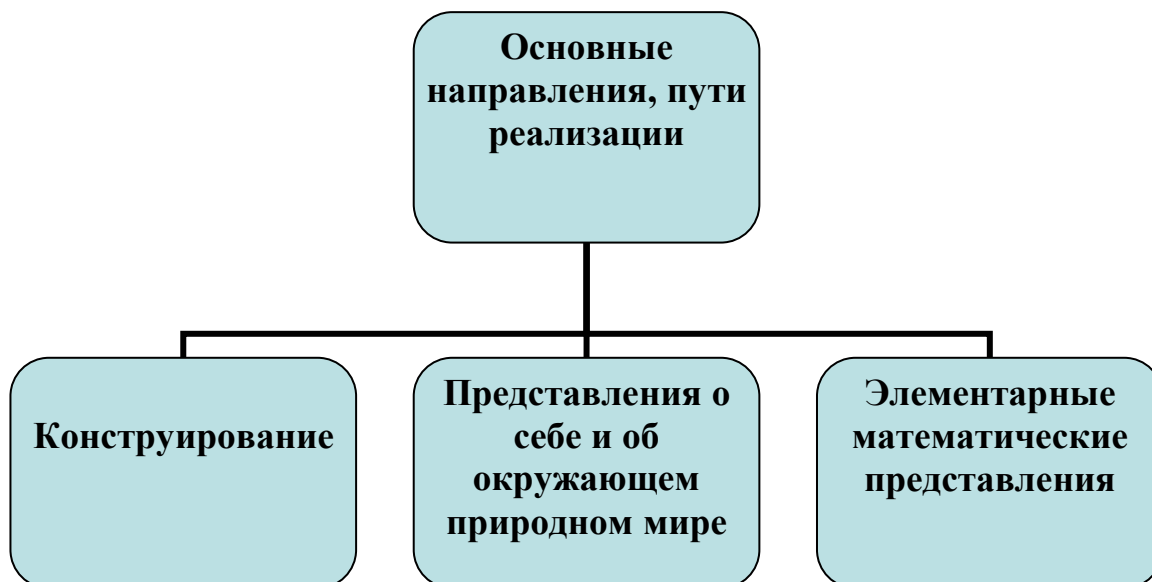 Основные
направления, пути
реализации
Конструирование
Представления о
себе и об
окружающем
природном мире
Элементарные
математические
представления